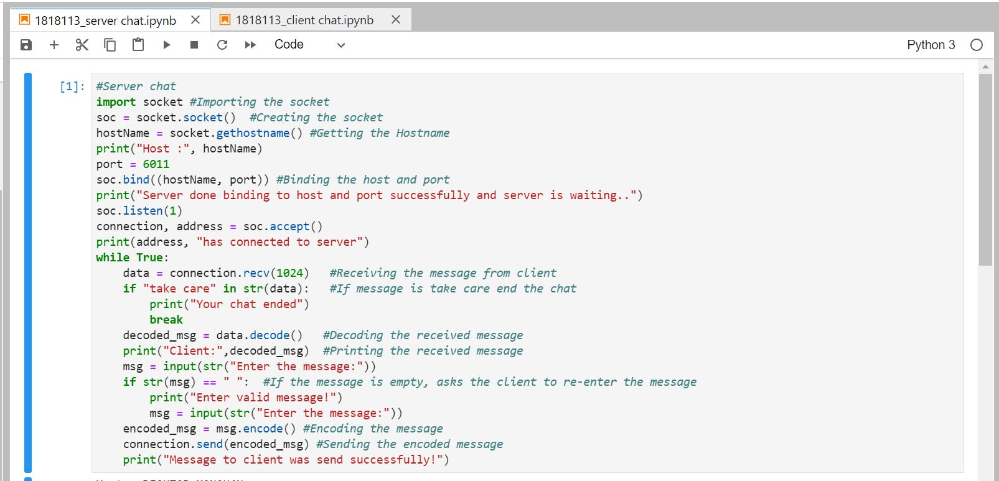 1818113_server chat.ipynb
1818113_client chat.ipynb
Code
Python 3
[1]:
#Server chat
import socket #Importing the socket
soc = socket.socket()  #Creating the socket
hostName = socket.gethostname() #Getting the Hostname
print("Host :", hostName)
port = 6011
soc.bind((hostName, port)) #Binding the host and port
print("Server done binding to host and port successfully and server is waiting..")
soc.listen(1)
connection, address = soc.accept()
print(address, "has connected to server")
while True:
    data = connection.recv(1024)   #Receiving the message from client
    if "take care" in str(data):   #If message is take care end the chat
        print("Your chat ended")
        break
    decoded_msg = data.decode()   #Decoding the received message
    print("Client:",decoded_msg)  #Printing the received message
    msg = input(str("Enter the message:"))
    if str(msg) == " ":  #If the message is empty, asks the client to re-enter the message
        print("Enter valid message!")
        msg = input(str("Enter the message:"))
    encoded_msg = msg.encode() #Encoding the message
    connection.send(encoded_msg) #Sending the encoded message
    print("Message to client was send successfully!")